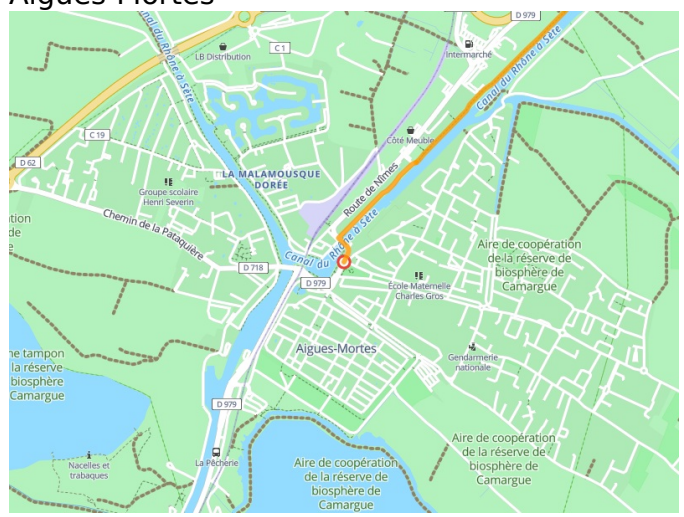 Aigues-Mortes
D 979
LB Distribution
C 1
Intermarché
Canal du Rhône à Sète
Canal du Rhône à Sète
C 19
Côté Meuble
D 62
LA MALAMOUSQUE
DORÉE
Groupe scolaire
Henri Severin
Route de Nîmes
Chemin de la Pataquière
Canal du Rhône à Sète
Aire de coopération
de la réserve de
biosphère de
Camargue
D 718
D 979
École Maternelle
Charles Gros
Aigues-Mortes
Gendarmerie
nationale
ne tampon
la réserve
biosphère
Camargue
D 979
Nacelles et
trabaques
La Pêcherie
Aire de coopération
de la réserve de
biosphère de
Camargue
Aire de coopération
de la réserve de
biosphère de
Camargue